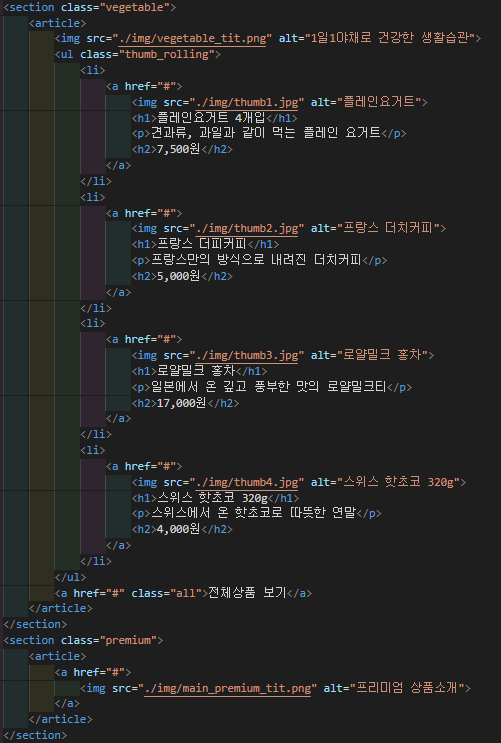 <section class="vegetable">
<article>
<img src="./img/vegetable_tit.png" alt="1일1야채로 건강한 생활습관">
<ul class="thumb_rolling">
<li>
<a href="#">
<img src="./img/thumb1.jpg" alt="플레인요거트">
<h1>플레인요거트 4개입</h1>
<p>견과류, 과일과 같이 먹는 플레인 요거트</p>
<h2>7,500원</h2>
</a>
</li>
<li>
<a href="#">
<img src="./img/thumb2.jpg" alt="프랑스 더치커피">
<h1>프랑스 더피커피</h1>
<p>프랑스만의 방식으로 내려진 더치커피</p>
<h2>5,000원</h2>
</a>
</li>
<li>
<a href="#">
<img src="./img/thumb3.jpg" alt="로얄밀크 홍차">
<h1>로얄밀크 홍차</h1>
<p>일본에서 온 깊고 풍부한 맛의 로얄밀크티</p>
<h2>17,000원</h2>
</a>
</li>
<li>
<a href="#">
<img src="./img/thumb4.jpg" alt="스위스 핫초코 320g">
<h1>스위스 핫초코 320g</h1>
<p>스위스에서 온 핫초코로 따뜻한 연말</p>
<h2>4,000원</h2>
</a>
</li>
</ul>
<a href="#" class="all">전체상품 보기</a>
</article>
</section>
<section class="premium">
<article>
<a href="#">
<img src="./img/main_premium_tit.png" alt="프리미엄 상품소개">
</a>
</article>
</section>